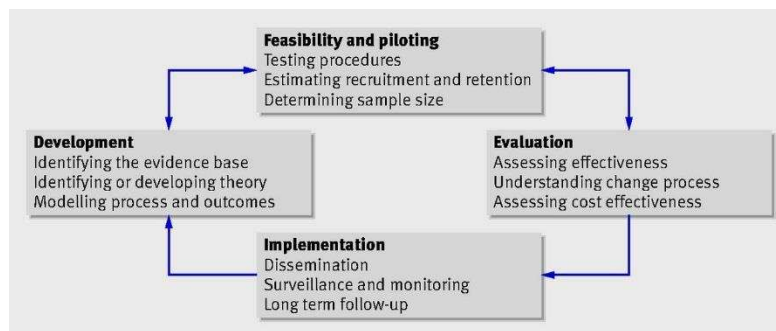 Feasibility and piloting
Testing procedures
Estimating recruitment and retention
Determining sample size
Development
Identifying the evidence base
Identifying or developing theory
Modelling process and outcomes
Evaluation
Assessing effectiveness
Understanding change process
Assessing cost effectiveness
Implementation
Dissemination
Surveillance and monitoring
Long term follow-up